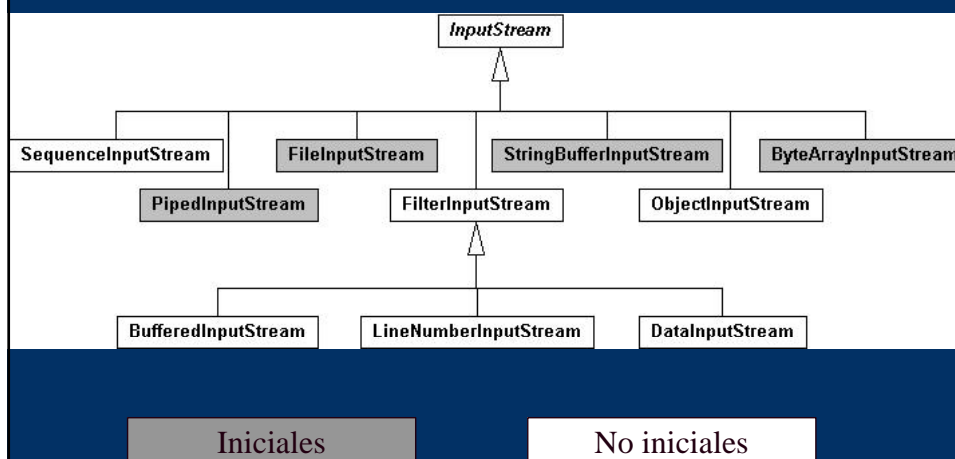 InputStream
SequenceInputStream FileInputStream StringBufferInputStream ByteArrayInputStream
PipedInputStream FilterInputStream ObjectInputStream
BufferedInputStream LineNumberInputStream DataInputStream
Iniciales No iniciales